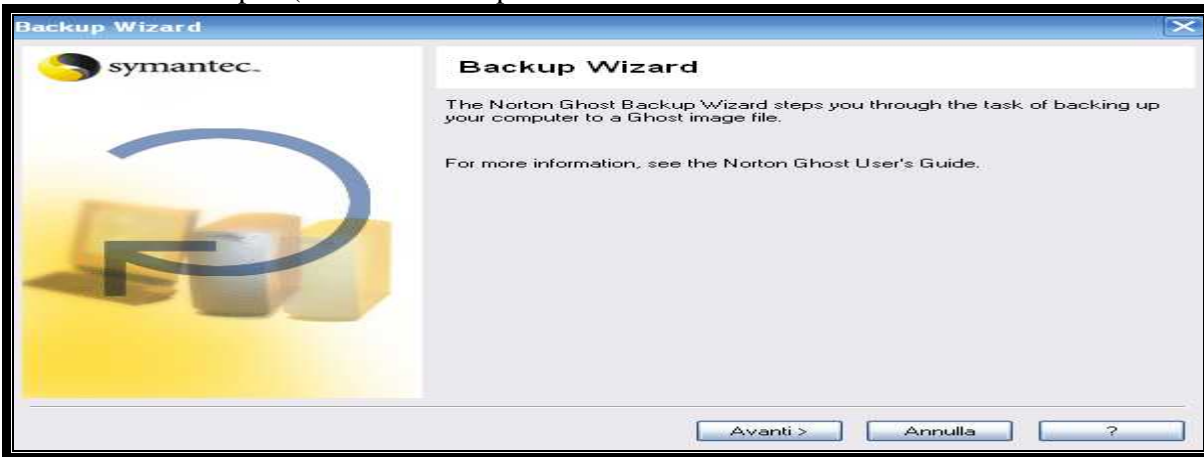 Backup Wizard
symantec.
Backup Wizard
The Norton Ghost Backup Wizard steps you through the task of backing up
your computer to a Ghost image file.
For more information, see the Norton Ghost User's Guide.
Avanti >
Annulla
?